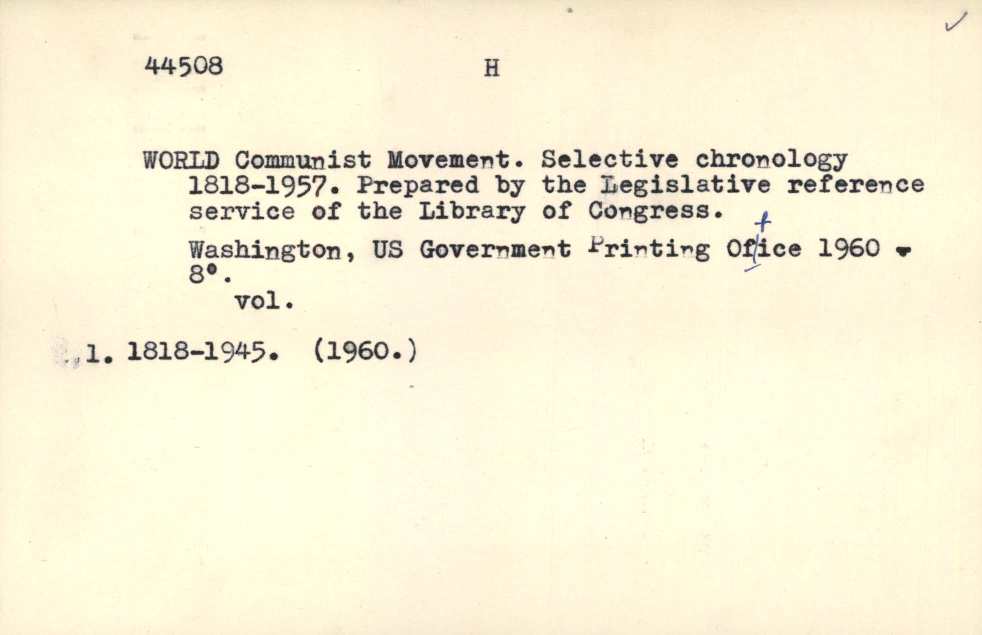 44508 H
WORLD Communist Movement. Selective chronology
1818-1957. Prepared by the Legislative reference
service of the Library of Congress.
Washington, US Government Printing Office 1960 -
8°.
vol.
1. 1818-1945. (1960.)